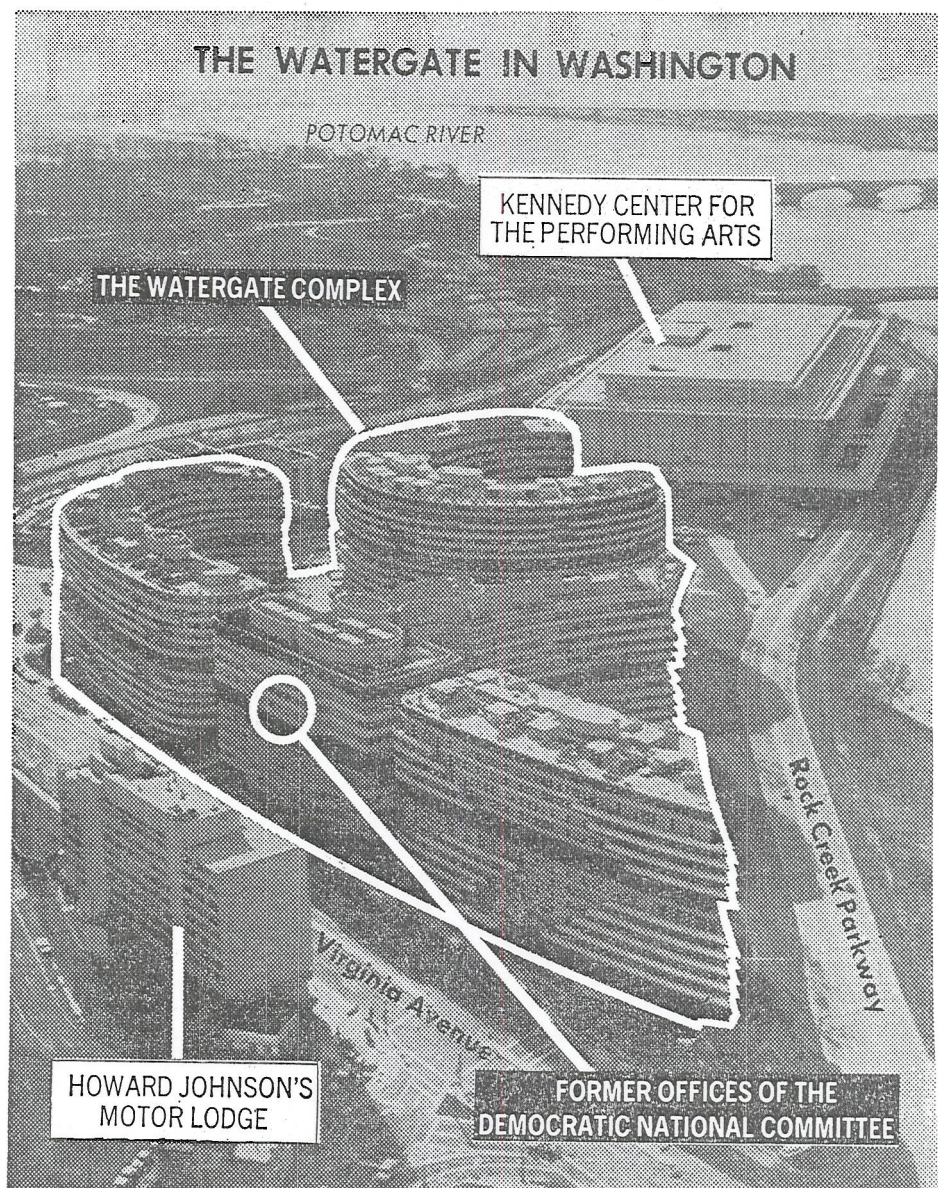 THE WATERGATE IN WASHINGTON
POTOMAC RIVER
KENNEDY CENTER FOR
THE PERFORMING ARTS
THE WATERGATE COMPLEX
Rock Creek Parkway
Virginia Avenue
HOWARD JOHNSON'S
MOTOR LODGE
FORMER OFFICES OF THE
DEMOCRATIC NATIONAL COMMITTEE